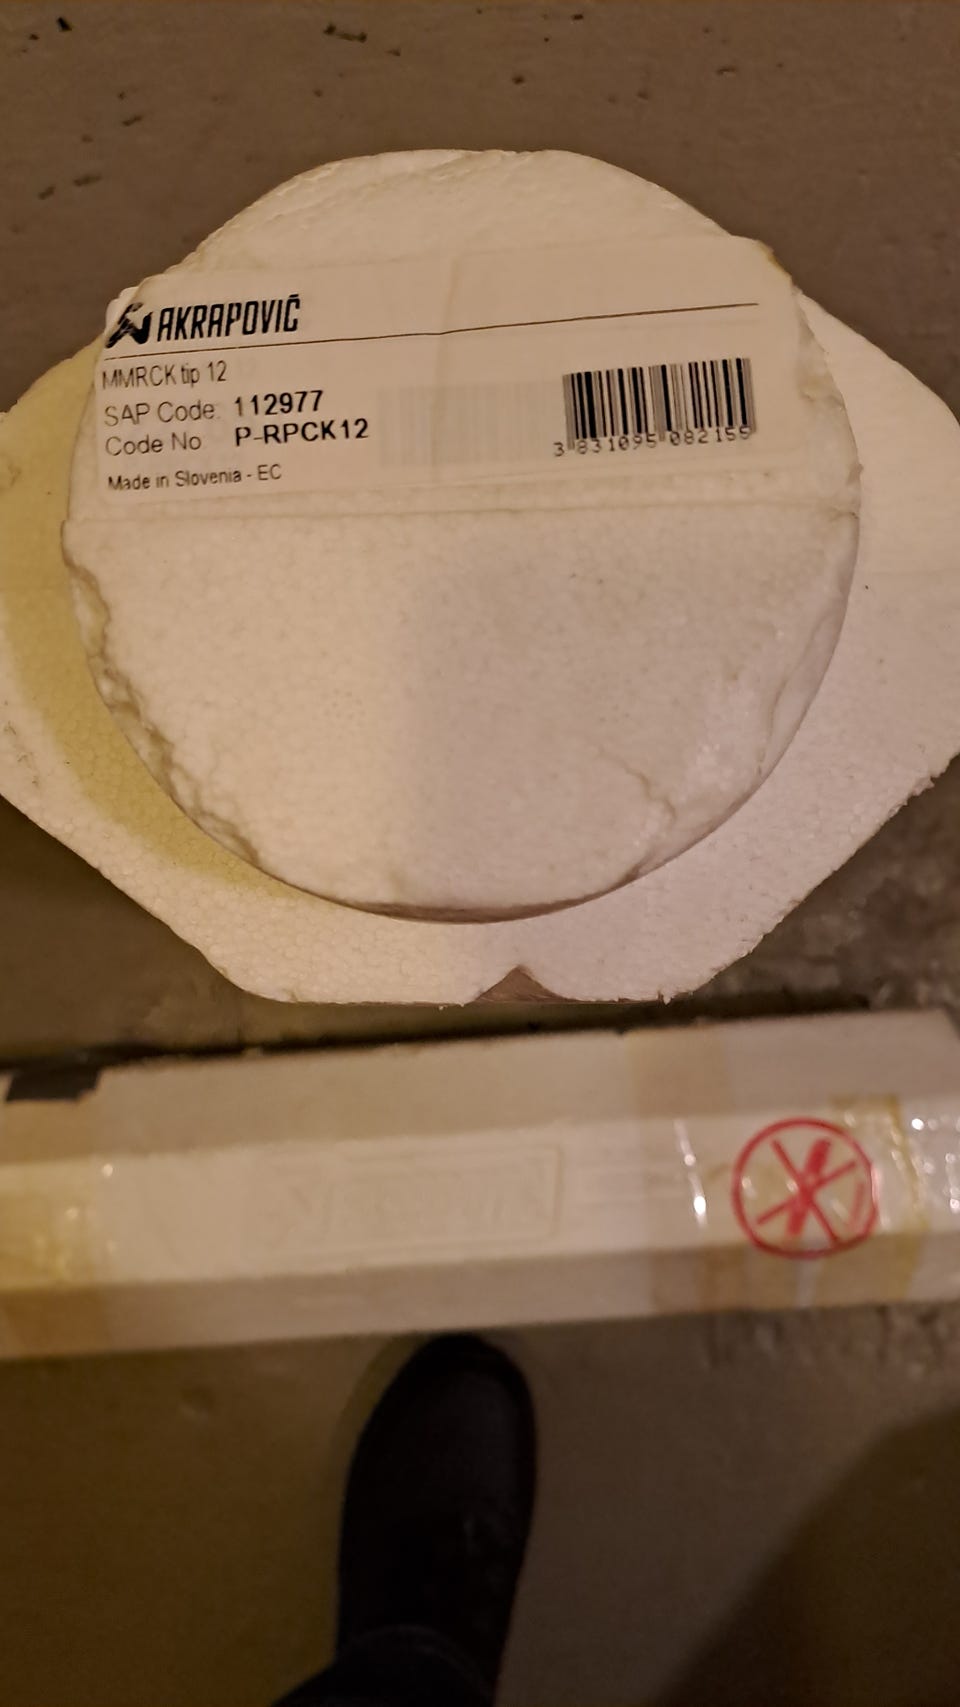 AKRAPOVIČ
MMRCK tip 12
SAP Code: 112977
Code No P-RPCK12
3 831095 082155
Made in Slovenia - EC